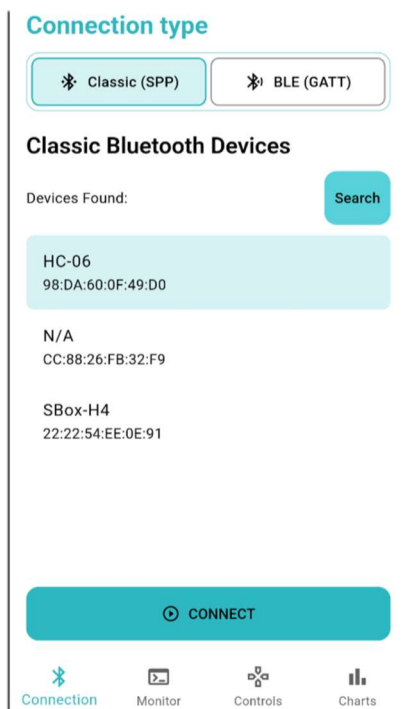 Connection type
Classic (SPP)
BLE (GATT)
Classic Bluetooth Devices
Devices Found:
Search
HC-06
98:DA:60:0F:49:D0
N/A
CC:88:26:FB:32:F9
SBox-H4
22:22:54:EE:0E:91
CONNECT
Connection
Monitor
Controls
Charts